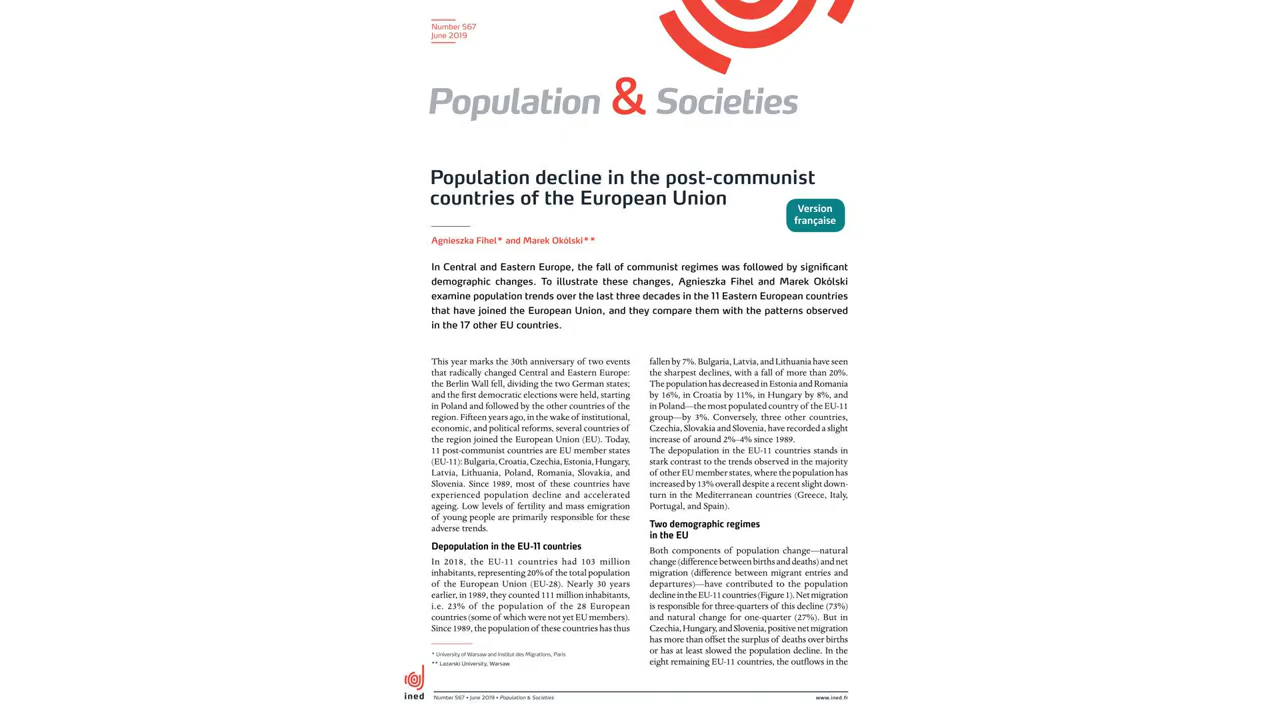 Number 567
June 2019
Population & Societies
Population decline in the post-communist
countries of the European Union
Version
française
Agnieszka Fihel* and Marek Okólski**
In Central and Eastern Europe, the fall of communist regimes was followed by significant
demographic changes. To illustrate these changes, Agnieszka Fihel and Marek Okólski
examine population trends over the last three decades in the 11 Eastern European countries
that have joined the European Union, and they compare them with the patterns observed
in the 17 other EU countries.
This year marks the 30th anniversary of two events
that radically changed Central and Eastern Europe:
the Berlin Wall fell, dividing the two German states;
and the first democratic elections were held, starting
in Poland and followed by the other countries of the
region. Fifteen years ago, in the wake of institutional,
economic, and political reforms, several countries of
the region joined the European Union (EU). Today,
11 post-communist countries are EU member states
(EU-11): Bulgaria, Croatia, Czechia, Estonia, Hungary,
Latvia, Lithuania, Poland, Romania, Slovakia, and
Slovenia. Since 1989, most of these countries have
experienced population decline and accelerated
ageing. Low levels of fertility and mass emigration
of young people are primarily responsible for these
adverse trends.
Depopulation in the EU-11 countries
In 2018, the EU-11 countries had 103 million
inhabitants, representing 20% of the total population
of the European Union (EU-28). Nearly 30 years
earlier, in 1989, they counted 111 million inhabitants,
i.e. 23% of the population of the 28 European
countries (some of which were not yet EU members).
Since 1989, the population of these countries has thus
* University of Warsaw and Institut des Migrations, Paris
** Lazarski University, Warsaw
fallen by 7%. Bulgaria, Latvia, and Lithuania have seen
the sharpest declines, with a fall of more than 20%.
The population has decreased in Estonia and Romania
by 16%, in Croatia by 11%, in Hungary by 8%, and
in Poland—the most populated country of the EU-11
group—by 3%. Conversely, three other countries,
Czechia, Slovakia and Slovenia, have recorded a slight
increase of around 2%–4% since 1989.
The depopulation in the EU-11 countries stands in
stark contrast to the trends observed in the majority
of other EU member states, where the population has
increased by 13% overall despite a recent slight down-
turn in the Mediterranean countries (Greece, Italy,
Portugal, and Spain).
Two demographic regimes
in the EU
Both components of population change—natural
change (difference between births and deaths) and net
migration (difference between migrant entries and
departures)—have contributed to the population
decline in the EU-11 countries (Figure 1). Net migration
is responsible for three-quarters of this decline (73%)
and natural change for one-quarter (27%). But in
Czechia, Hungary, and Slovenia, positive net migration
has more than offset the surplus of deaths over births
or has at least slowed the population decline. In the
eight remaining EU-11 countries, the outflows in the
ined
Number 567 • June 2019 • Population & Societies
www.ined.fr